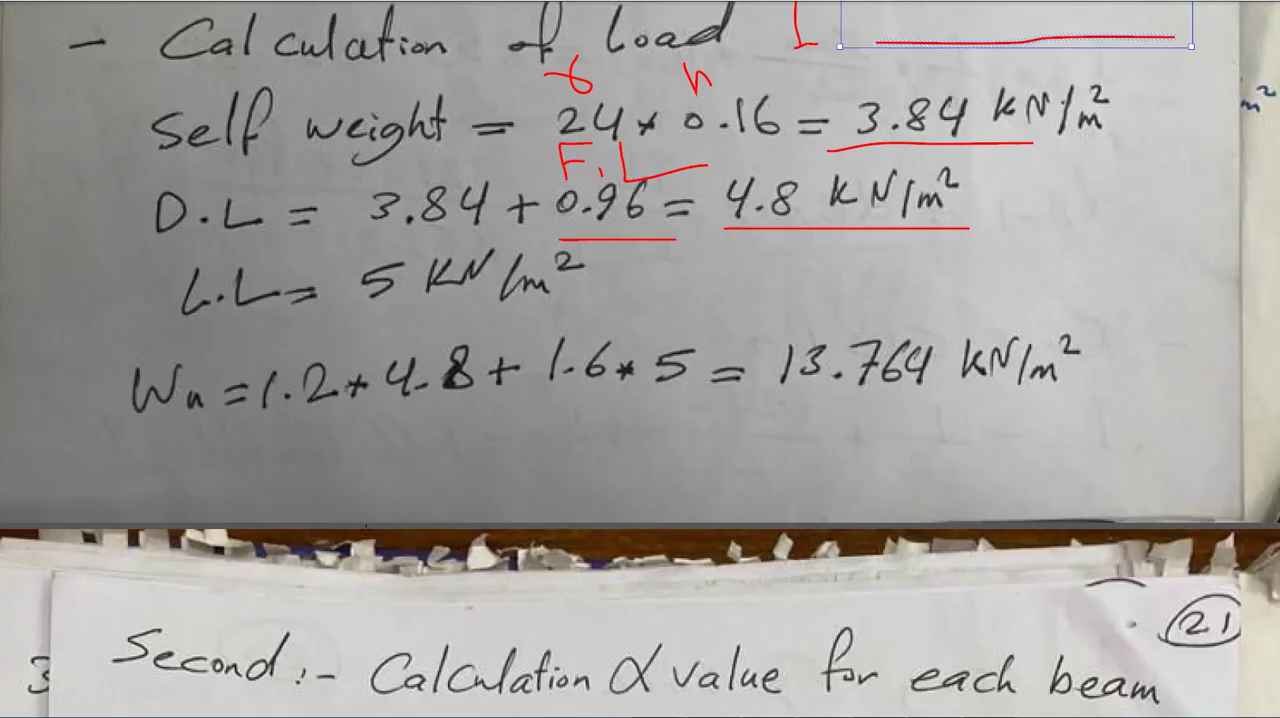 - Calculation of load
γ h
Self weight = 24 * 0.16 = 3.84 kN/m²
F.L
D.L = 3.84 + 0.96 = 4.8 kN/m²
L.L = 5 kN/m²
Wu = 1.2 * 4.8 + 1.6 * 5 = 13.764 kN/m²
m²
21
Second :- Calculation α value for each beam
3